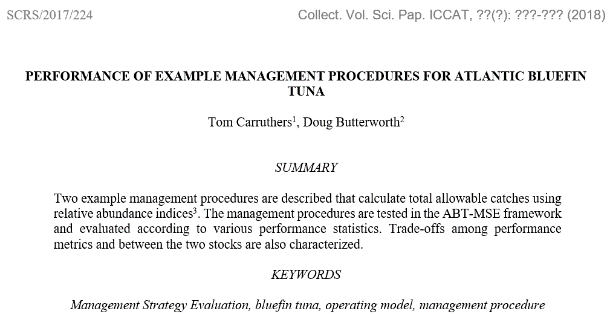 SCRS/2017/224 Collect. Vol. Sci. Pap. ICCAT, ??(?): ???-??? (2018)
PERFORMANCE OF EXAMPLE MANAGEMENT PROCEDURES FOR ATLANTIC BLUEFIN
TUNA
Tom Carruthers¹, Doug Butterworth²
SUMMARY
Two example management procedures are described that calculate total allowable catches using
relative abundance indices³. The management procedures are tested in the ABT-MSE framework
and evaluated according to various performance statistics. Trade-offs among performance
metrics and between the two stocks are also characterized.
KEYWORDS
Management Strategy Evaluation, bluefin tuna, operating model, management procedure